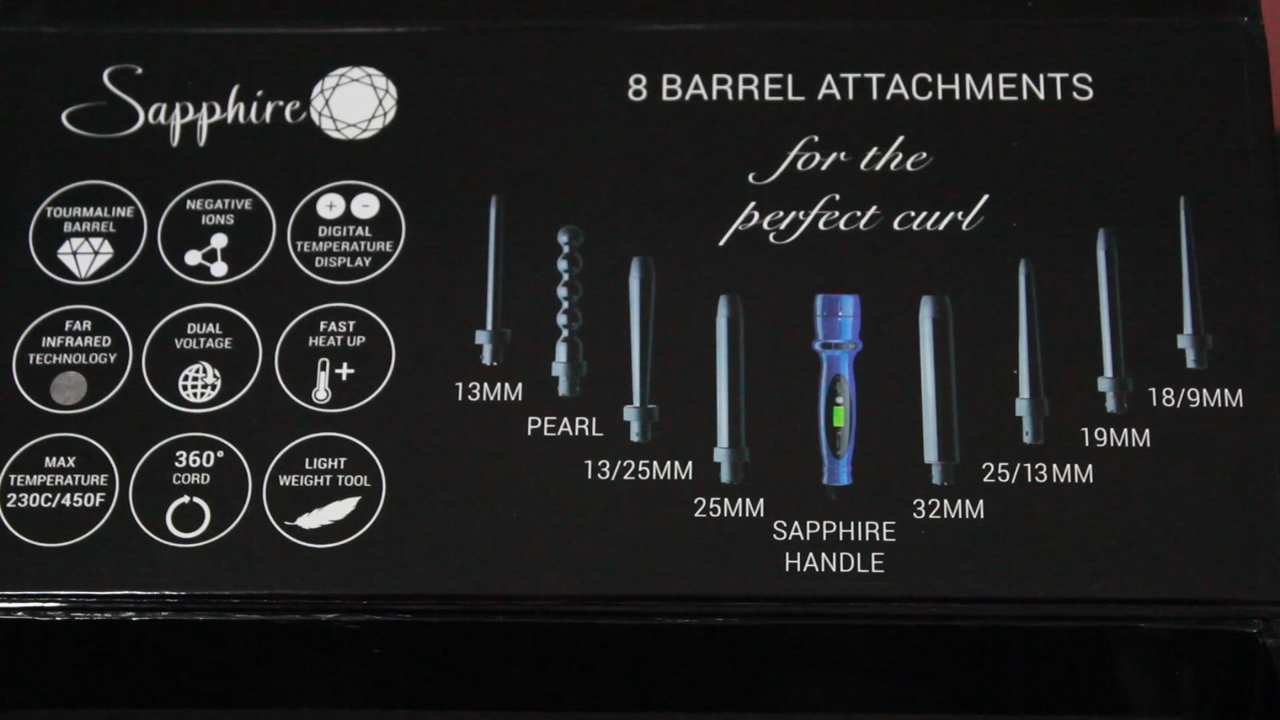 Sapphire
TOURMALINE
BARREL
NEGATIVE
IONS
DIGITAL
TEMPERATURE
DISPLAY
FAR
INFRARED
TECHNOLOGY
DUAL
VOLTAGE
FAST
HEAT UP
MAX
TEMPERATURE
230C/450F
360°
CORD
LIGHT
WEIGHT TOOL
8 BARREL ATTACHMENTS
for the
perfect curl
13MM
PEARL
13/25MM
25MM
SAPPHIRE
HANDLE
32MM
25/13MM
19MM
18/9MM